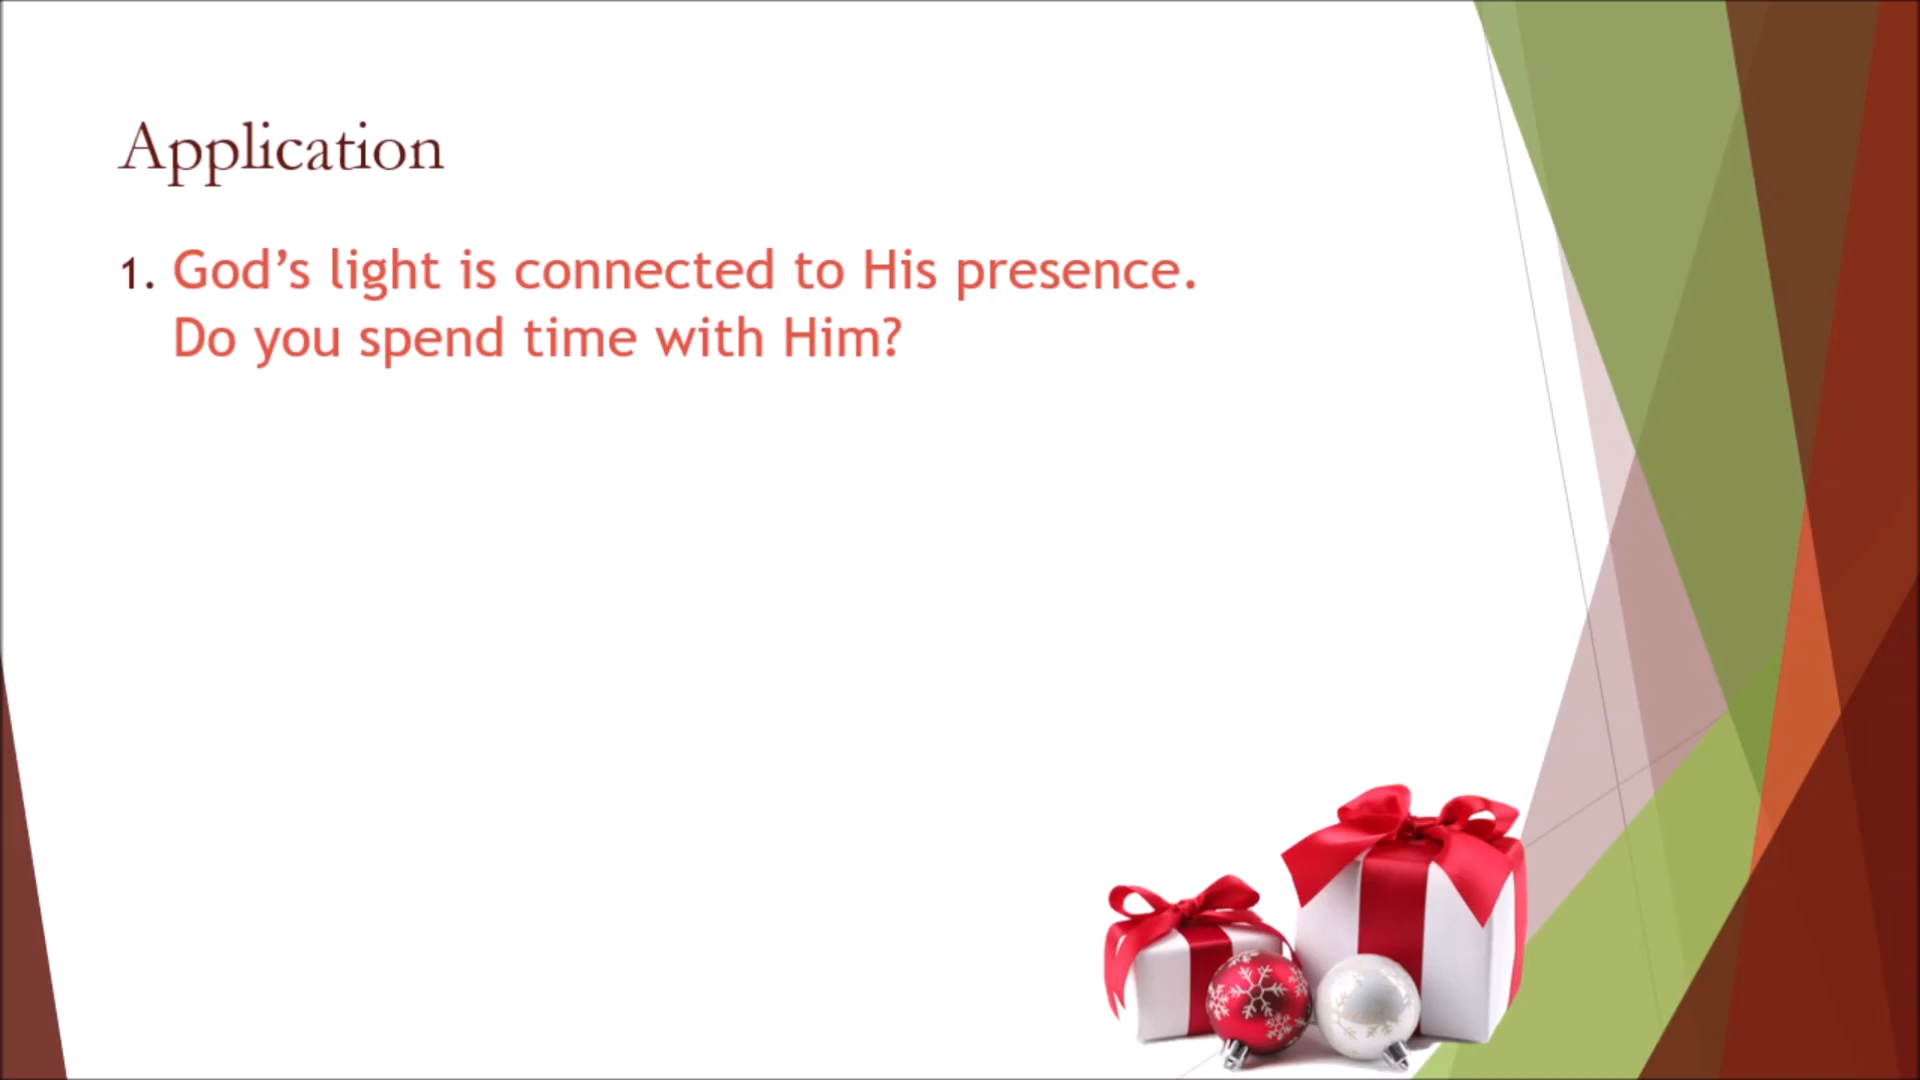 Application
1. God’s light is connected to His presence.
Do you spend time with Him?